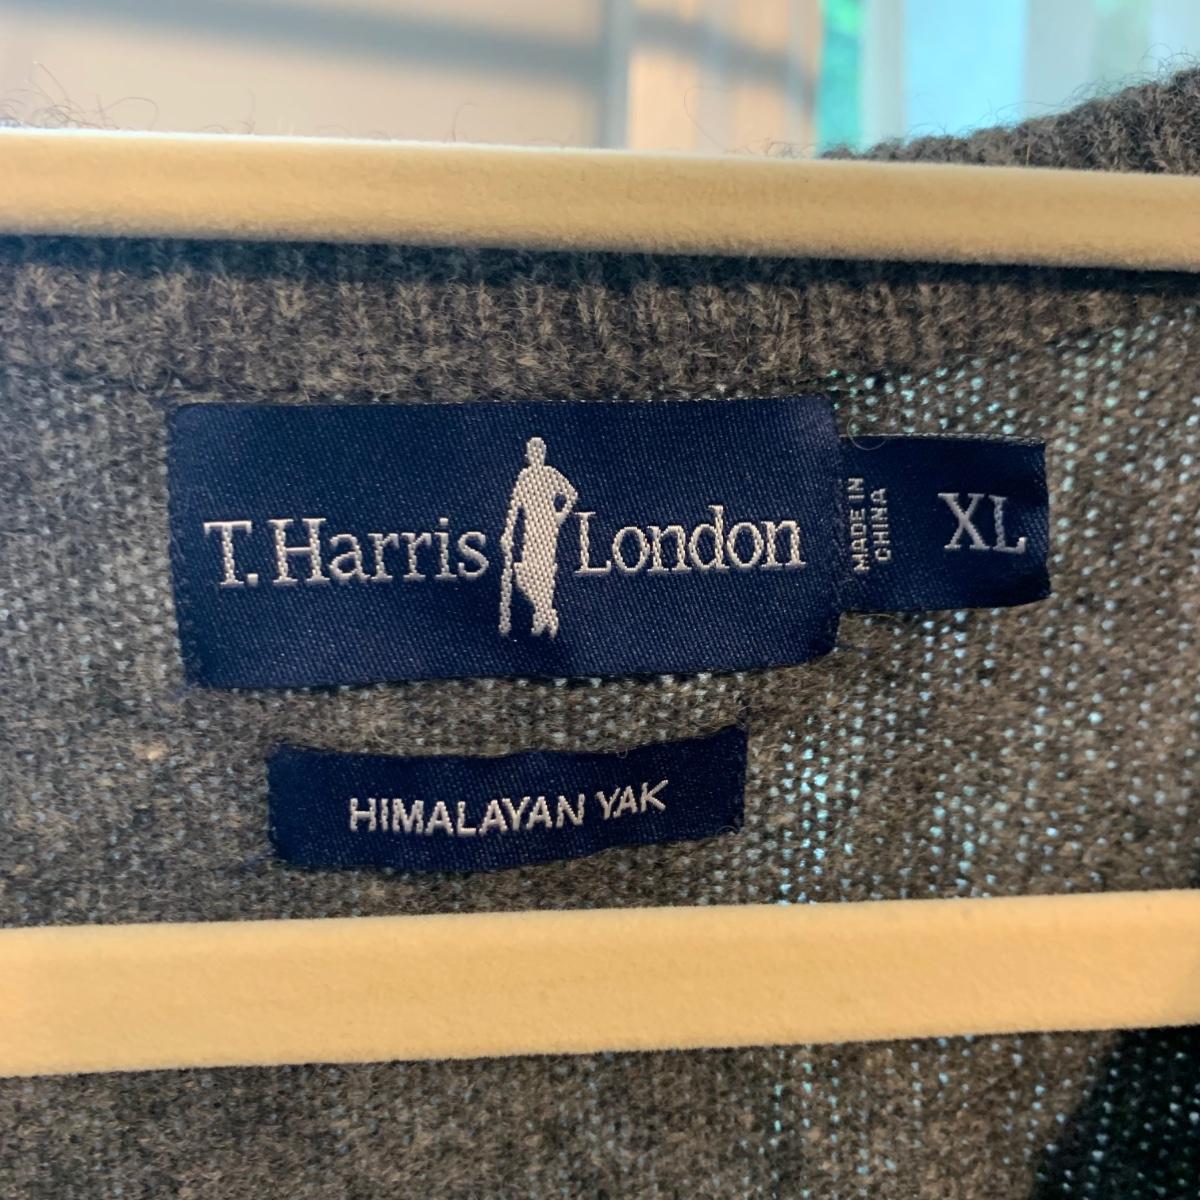 T. Harris London
MADE IN
CHINA
XL
HIMALAYAN YAK